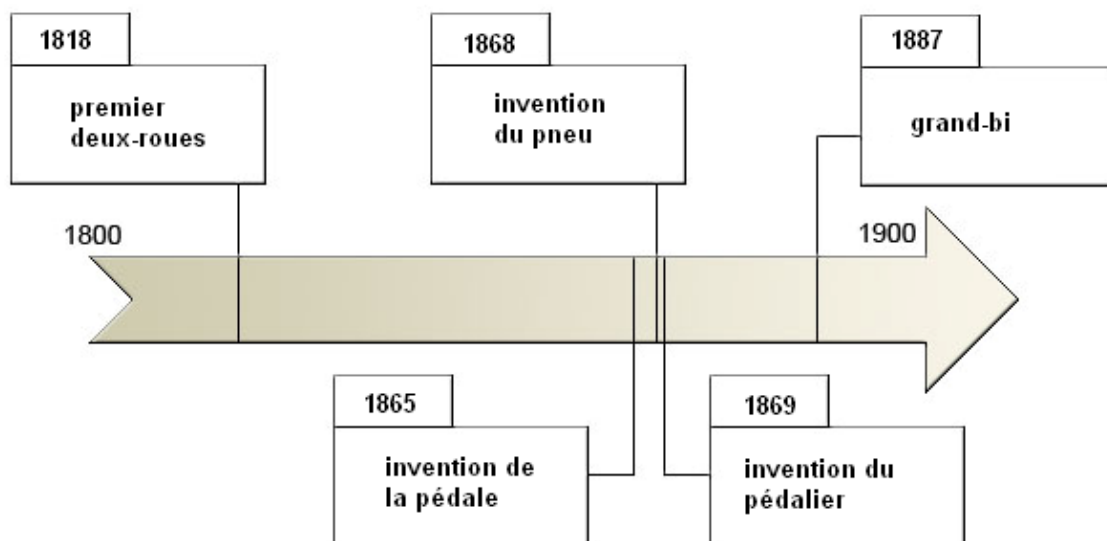 1818
premier
deux-roues
1868
invention
du pneu
1887
grand-bi
1800
1900
1865
invention de
la pédale
1869
invention du
pédalier